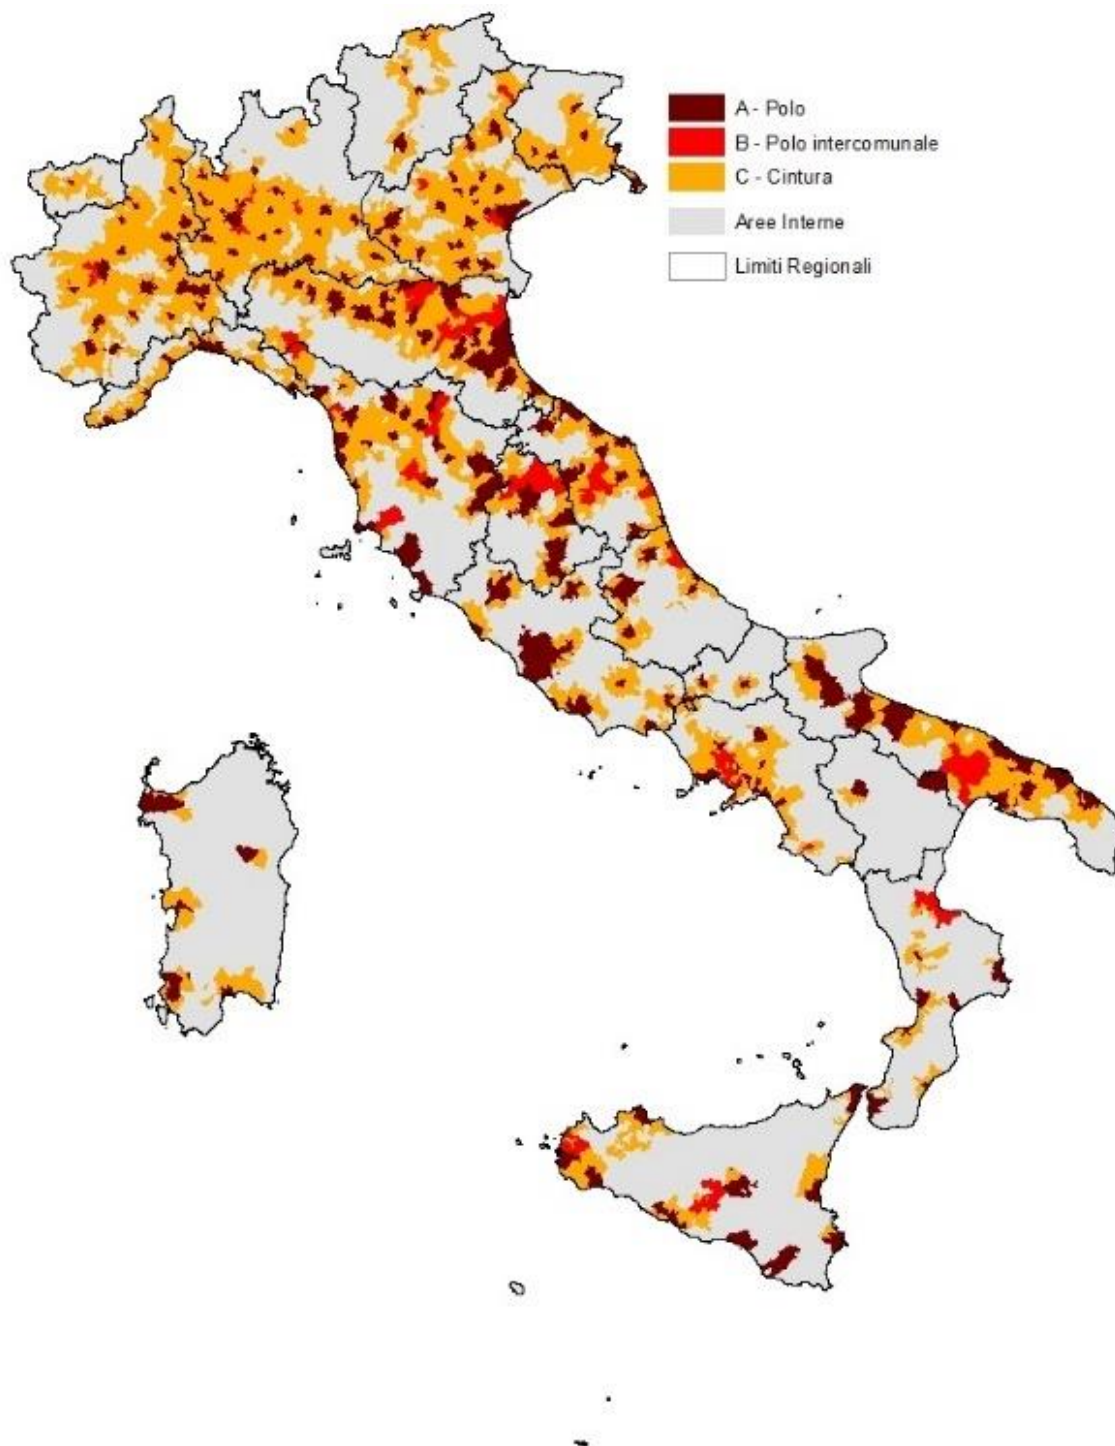 A - Polo
B - Polo intercomunale
C - Cintura
Aree Interne
Limiti Regionali